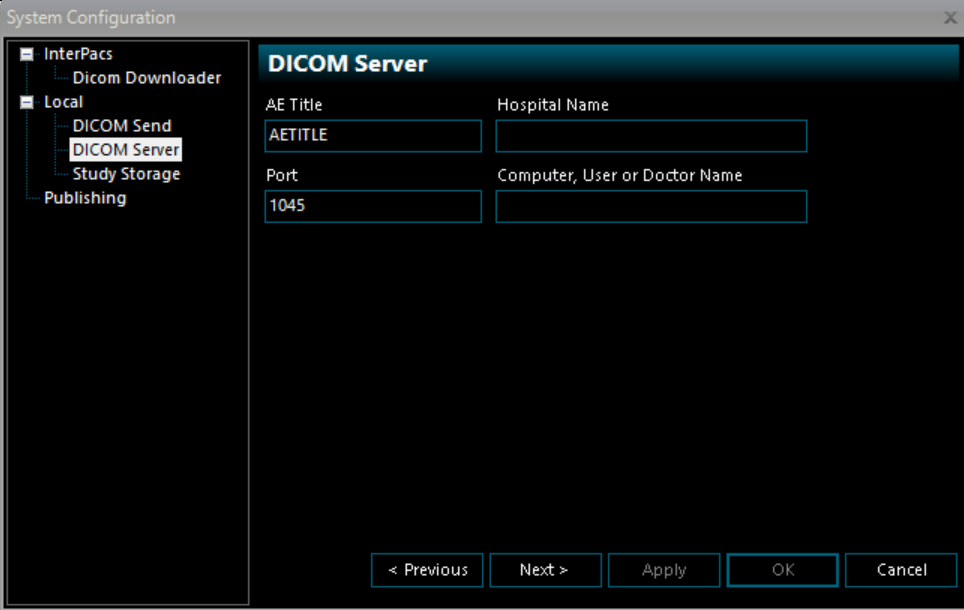 System Configuration
InterPacs
Dicom Downloader
Local
DICOM Send
DICOM Server
Study Storage
Publishing
DICOM Server
AE Title
Hospital Name
AETITLE
Port
Computer, User or Doctor Name
1045
< Previous
Next >
Apply
OK
Cancel